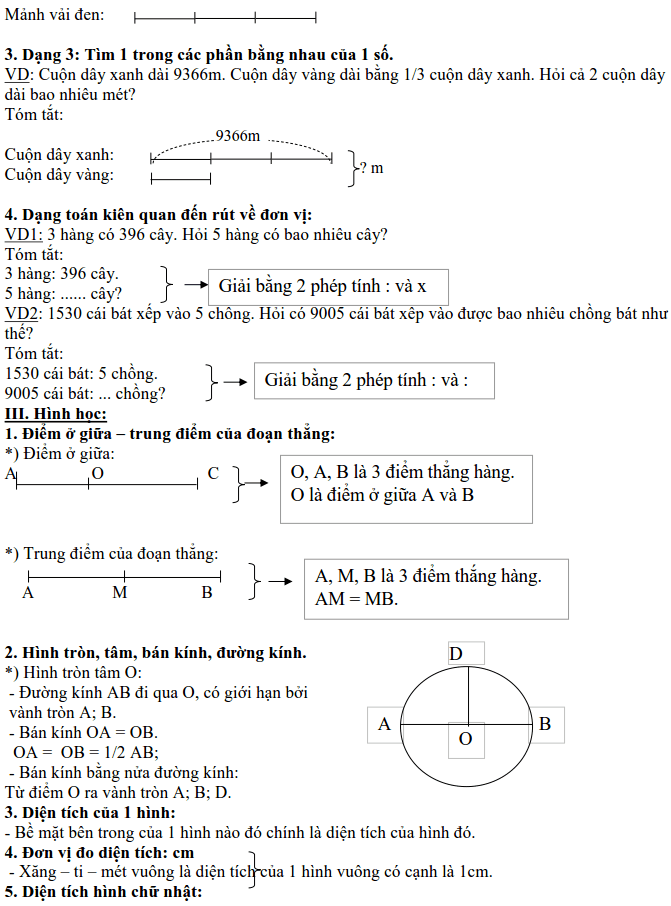 Mảnh vải đen:
3. Dạng 3: Tìm 1 trong các phần bằng nhau của 1 số.
VD: Cuộn dây xanh dài 9366m. Cuộn dây vàng dài bằng 1/3 cuộn dây xanh. Hỏi cả 2 cuộn dây
dài bao nhiêu mét?
Tóm tắt:
9366m
Cuộn dây xanh:
Cuộn dây vàng:
? m
4. Dạng toán kiên quan đến rút về đơn vị:
VD1: 3 hàng có 396 cây. Hỏi 5 hàng có bao nhiêu cây?
Tóm tắt:
3 hàng: 396 cây.
5 hàng: ...... cây?
Giải bằng 2 phép tính : và x
VD2: 1530 cái bát xếp vào 5 chông. Hỏi có 9005 cái bát xêp vào được bao nhiêu chồng bát như
thế?
Tóm tắt:
1530 cái bát: 5 chồng.
9005 cái bát: ... chồng?
Giải bằng 2 phép tính : và :
III. Hình học:
1. Điểm ở giữa – trung điểm của đoạn thẳng:
*) Điểm ở giữa:
A O C
O, A, B là 3 điểm thẳng hàng.
O là điểm ở giữa A và B
*) Trung điểm của đoạn thẳng:
A M B
A, M, B là 3 điểm thắng hàng.
AM = MB.
2. Hình tròn, tâm, bán kính, đường kính.
*) Hình tròn tâm O:
- Đường kính AB đi qua O, có giới hạn bởi
vành tròn A; B.
- Bán kính OA = OB.
OA = OB = 1/2 AB;
- Bán kính bằng nửa đường kính:
Từ điểm O ra vành tròn A; B; D.
D
A
B
O
3. Diện tích của 1 hình:
- Bề mặt bên trong của 1 hình nào đó chính là diện tích của hình đó.
4. Đơn vị đo diện tích: cm
- Xăng – ti – mét vuông là diện tích của 1 hình vuông có cạnh là 1cm.
5. Diện tích hình chữ nhật: